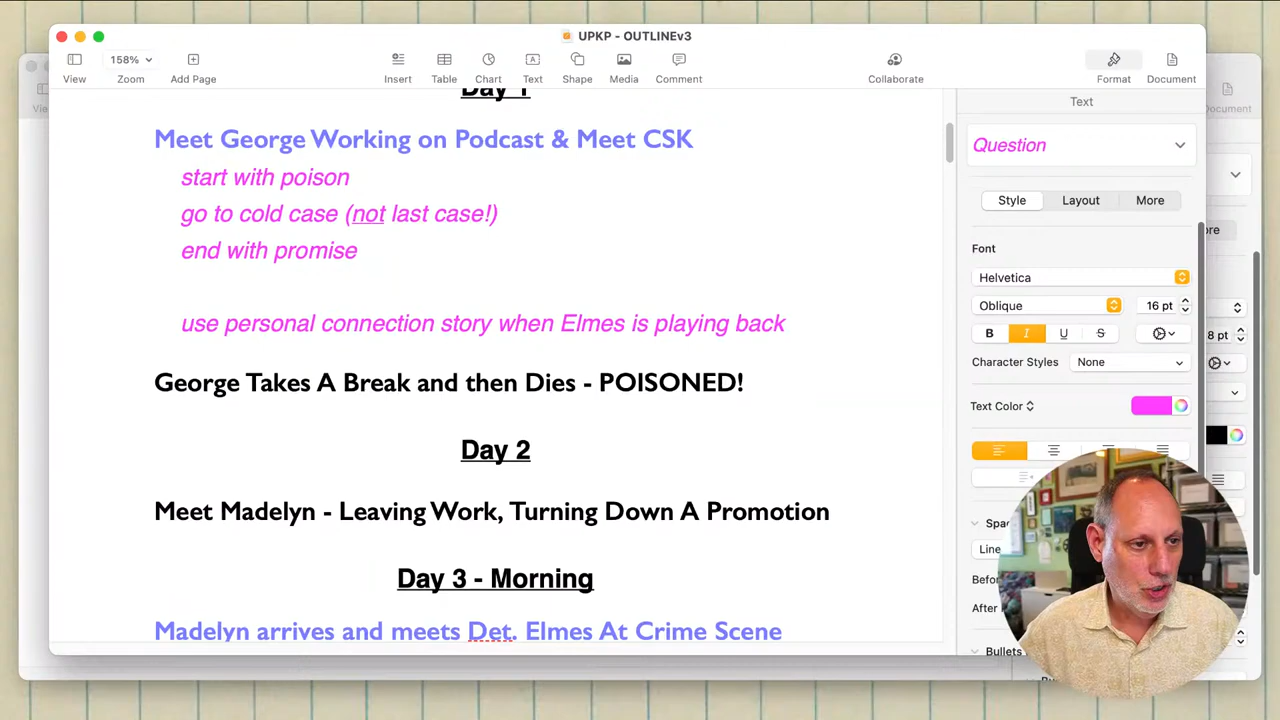 UPKP - OUTLINEv3
158%
View
Zoom
Add Page
Insert
Table
Chart
Text
Shape
Media
Comment
Collaborate
Format
Document
Day 1
Meet George Working on Podcast & Meet CSK
start with poison
go to cold case (not last case!)
end with promise
use personal connection story when Elmes is playing back
George Takes A Break and then Dies - POISONED!
Day 2
Meet Madelyn - Leaving Work, Turning Down A Promotion
Day 3 - Morning
Madelyn arrives and meets Det. Elmes At Crime Scene
Text
Question
Style Layout More
Font
Helvetica
Oblique
16 pt
B I U S
Character Styles
None
Text Color
Line